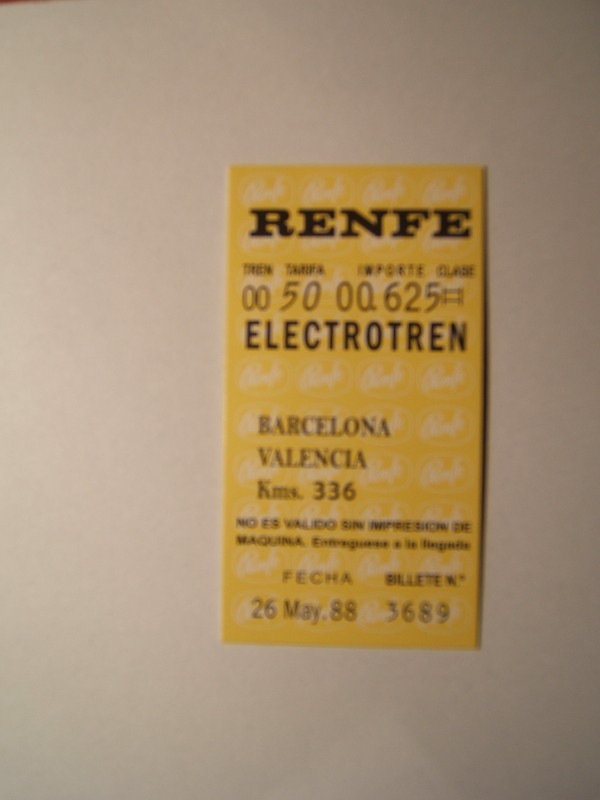 RENFE
TREN TARIFA IMPORTE CLASE
00 50 00.625 II
ELECTROTREN
BARCELONA
VALENCIA
Kms. 336
NO ES VALIDO SIN IMPRESION DE
MAQUINA. Entreguese a la llegada
FECHA BILLETE N.º
26 May.88 3689